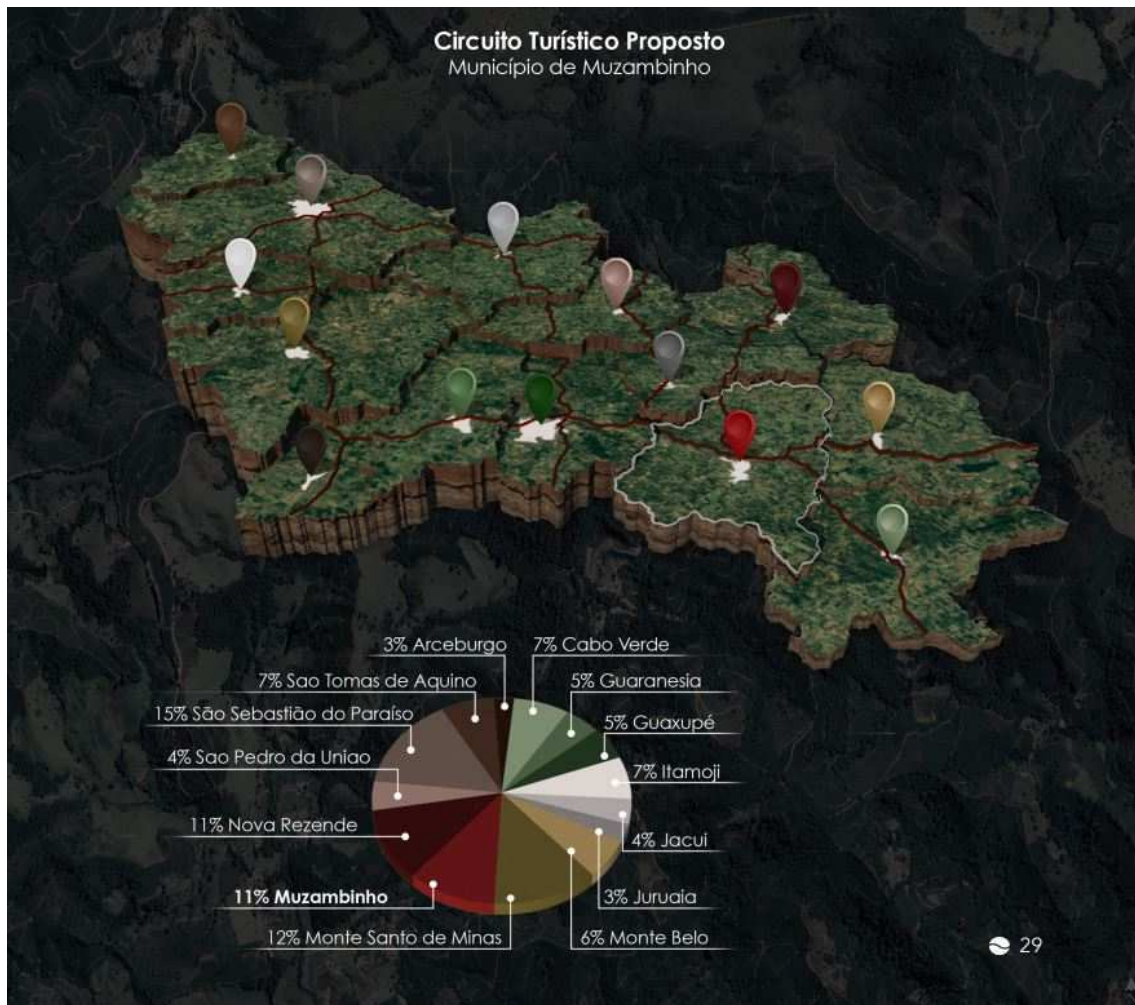 Circuito Turístico Proposto
Município de Muzambinho
3% Arceburgo
7% Cabo Verde
7% Sao Tomas de Aquino
5% Guaranesia
15% São Sebastião do Paraíso
5% Guaxupé
4% Sao Pedro da Uniao
7% Itamoji
11% Nova Rezende
4% Jacui
11% Muzambinho
3% Juruaia
12% Monte Santo de Minas
6% Monte Belo
29